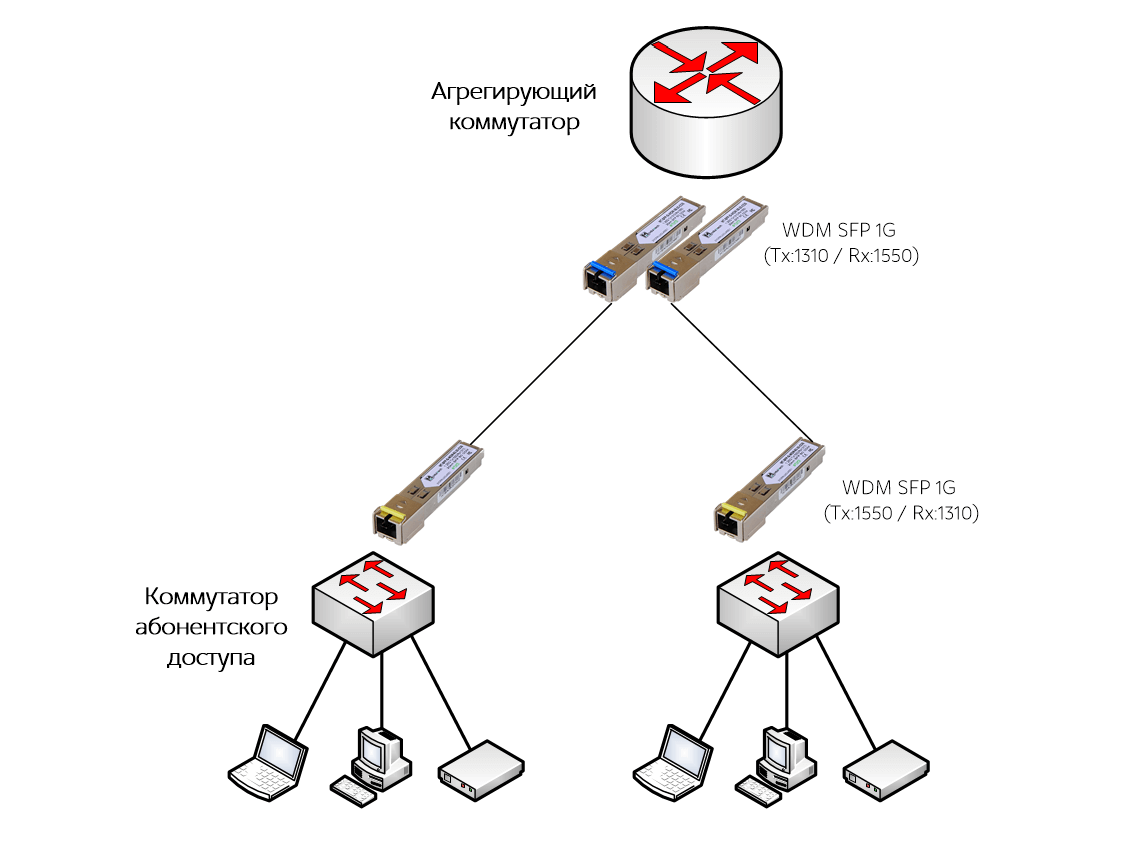 Агрегирующий
коммутатор
WDM SFP 1G
(Tx:1310 / Rx:1550)
WDM SFP 1G
(Tx:1550 / Rx:1310)
Коммутатор
абонентского
доступа